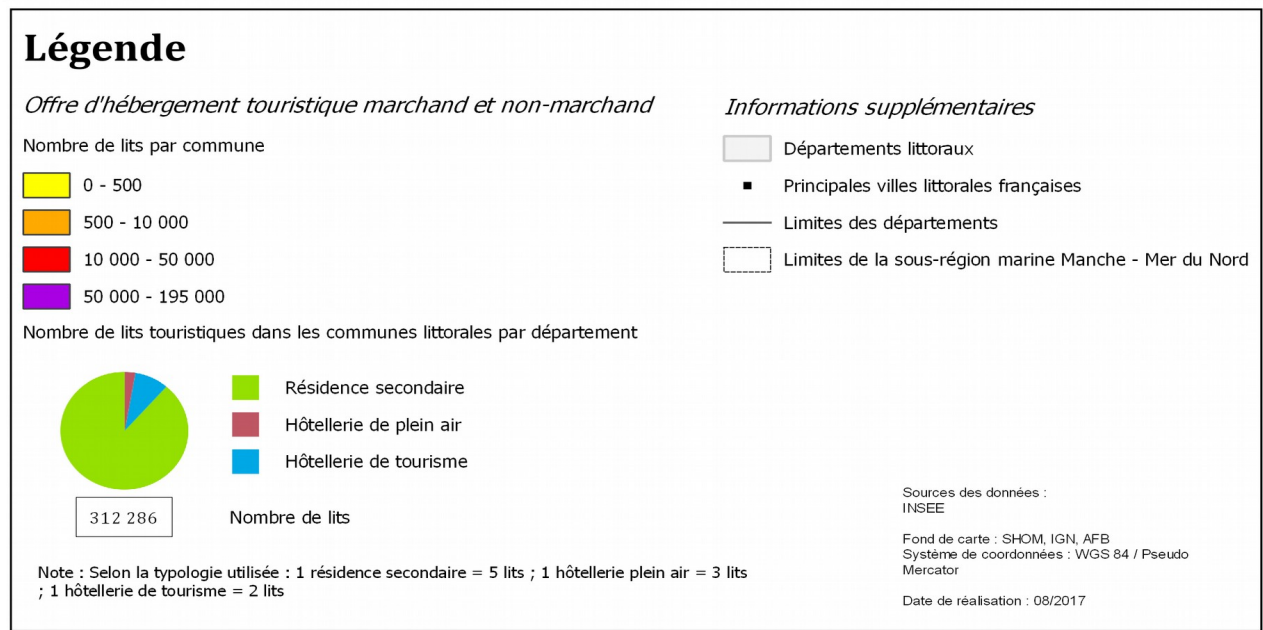 Légende
Offre d'hébergement touristique marchand et non-marchand
Nombre de lits par commune
0 - 500
500 - 10 000
10 000 - 50 000
50 000 - 195 000
Nombre de lits touristiques dans les communes littorales par département
Résidence secondaire
Hôtellerie de plein air
Hôtellerie de tourisme
312 286
Nombre de lits
Note : Selon la typologie utilisée : 1 résidence secondaire = 5 lits ; 1 hôtellerie plein air = 3 lits
; 1 hôtellerie de tourisme = 2 lits
Informations supplémentaires
Départements littoraux
Principales villes littorales françaises
Limites des départements
Limites de la sous-région marine Manche - Mer du Nord
Sources des données :
INSEE
Fond de carte : SHOM, IGN, AFB
Système de coordonnées : WGS 84 / Pseudo
Mercator
Date de réalisation : 08/2017